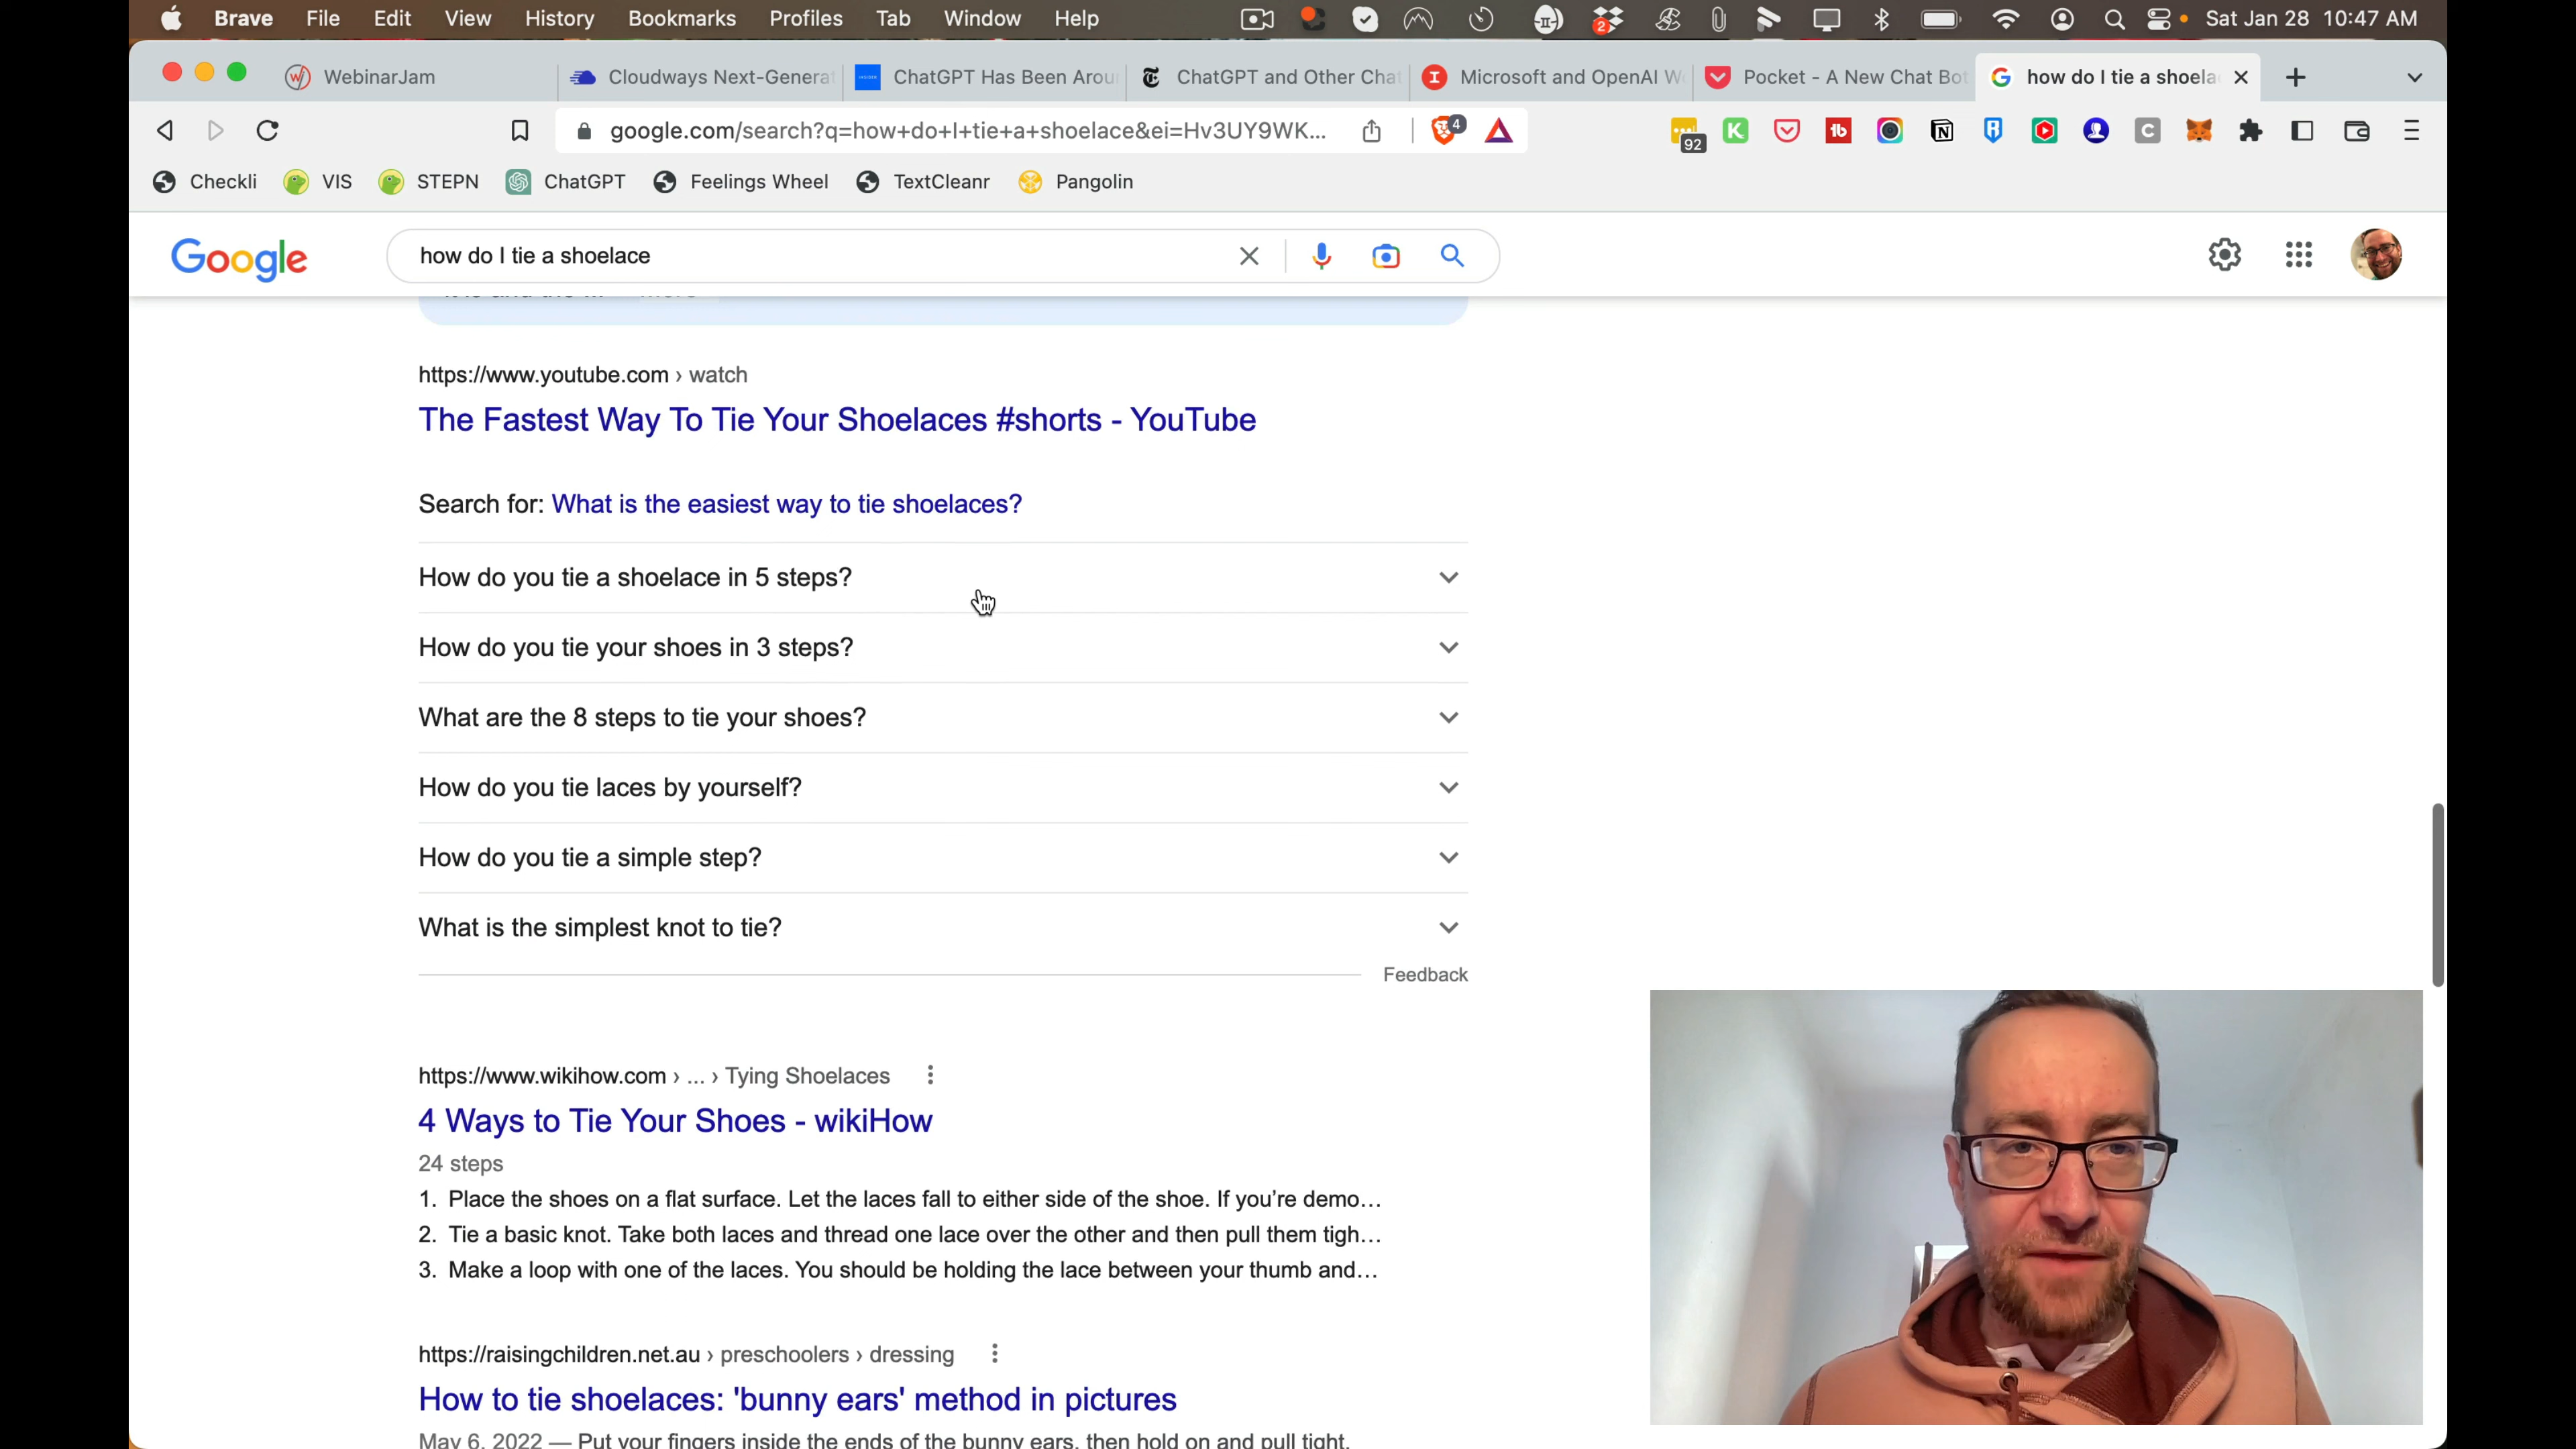 Brave File Edit View History Bookmarks Profiles Tab Window Help 2 Sat Jan 28 10:47 AM
WebinarJam Cloudways Next-Genera ChatGPT Has Been Arou ChatGPT and Other Chat Microsoft and OpenAI W Pocket - A New Chat Bot how do I tie a shoela
google.com/search?q=how+do+I+tie+a+shoelace&ei=Hv3UY9WK... 4 92
Checkli VIS STEPN ChatGPT Feelings Wheel TextCleanr Pangolin
Google how do I tie a shoelace
https://www.youtube.com › watch
The Fastest Way To Tie Your Shoelaces #shorts - YouTube
Search for: What is the easiest way to tie shoelaces?
How do you tie a shoelace in 5 steps?
How do you tie your shoes in 3 steps?
What are the 8 steps to tie your shoes?
How do you tie laces by yourself?
How do you tie a simple step?
What is the simplest knot to tie?
Feedback
https://www.wikihow.com › ... › Tying Shoelaces
4 Ways to Tie Your Shoes - wikiHow
24 steps
1. Place the shoes on a flat surface. Let the laces fall to either side of the shoe. If you're demo...
2. Tie a basic knot. Take both laces and thread one lace over the other and then pull them tigh...
3. Make a loop with one of the laces. You should be holding the lace between your thumb and...
https://raisingchildren.net.au › preschoolers › dressing
How to tie shoelaces: 'bunny ears' method in pictures
May 6, 2022 — Put your fingers inside the ends of the bunny ears, then hold on and pull tight.